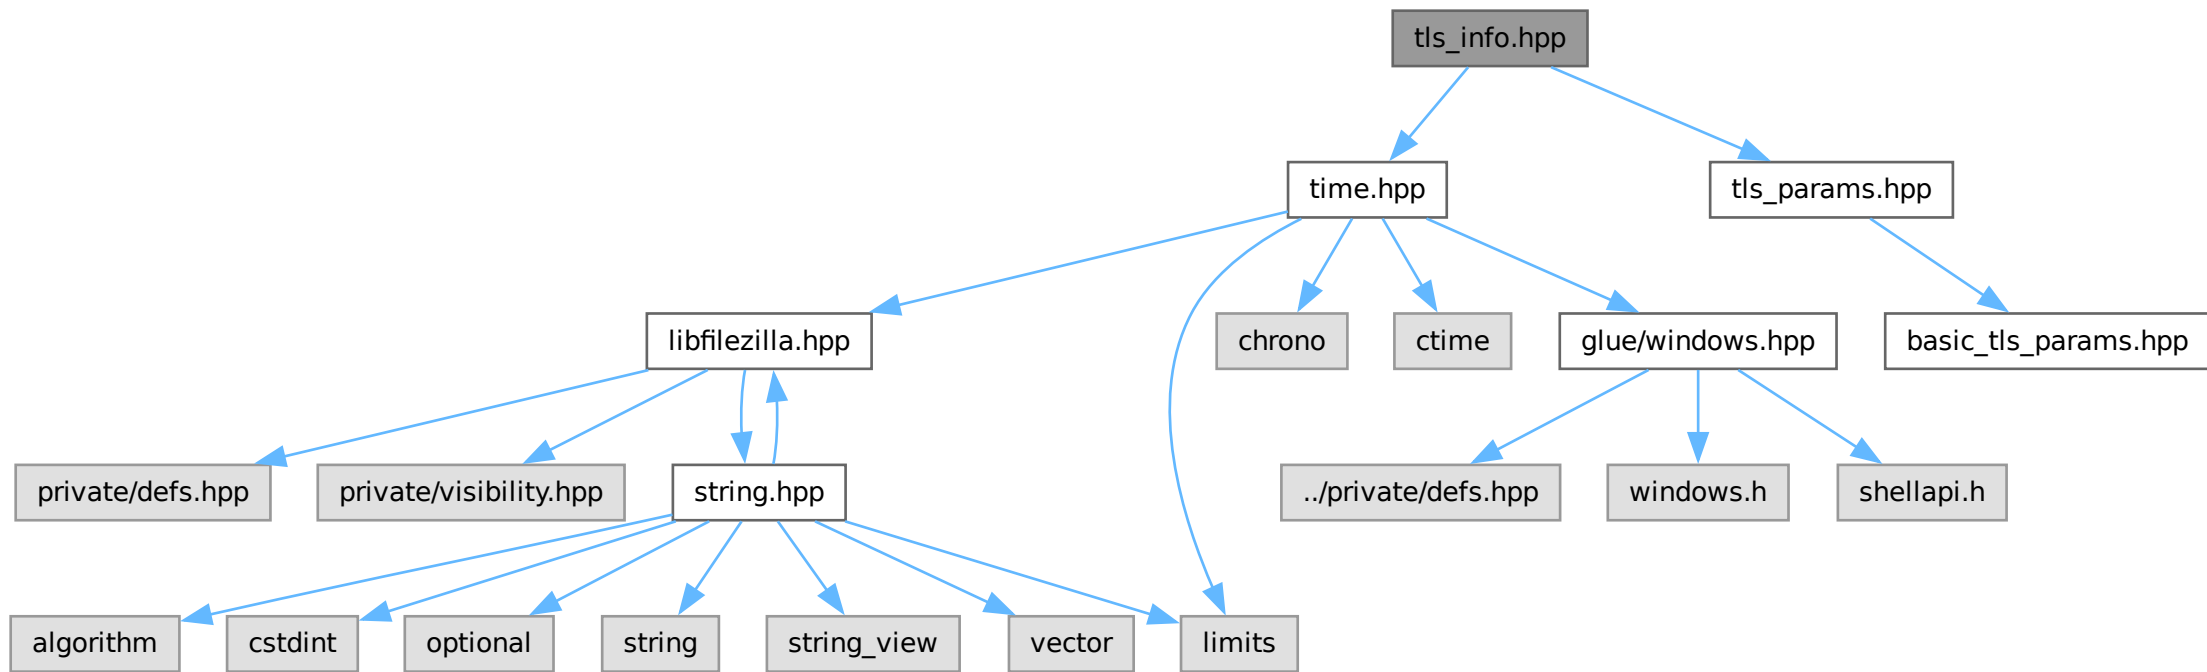 tls_info.hpp
time.hpp
tls_params.hpp
libfilezilla.hpp
chrono
ctime
glue/windows.hpp
basic_tls_params.hpp
private/defs.hpp
private/visibility.hpp
string.hpp
../private/defs.hpp
windows.h
shellapi.h
algorithm
cstdint
optional
string
string_view
vector
limits